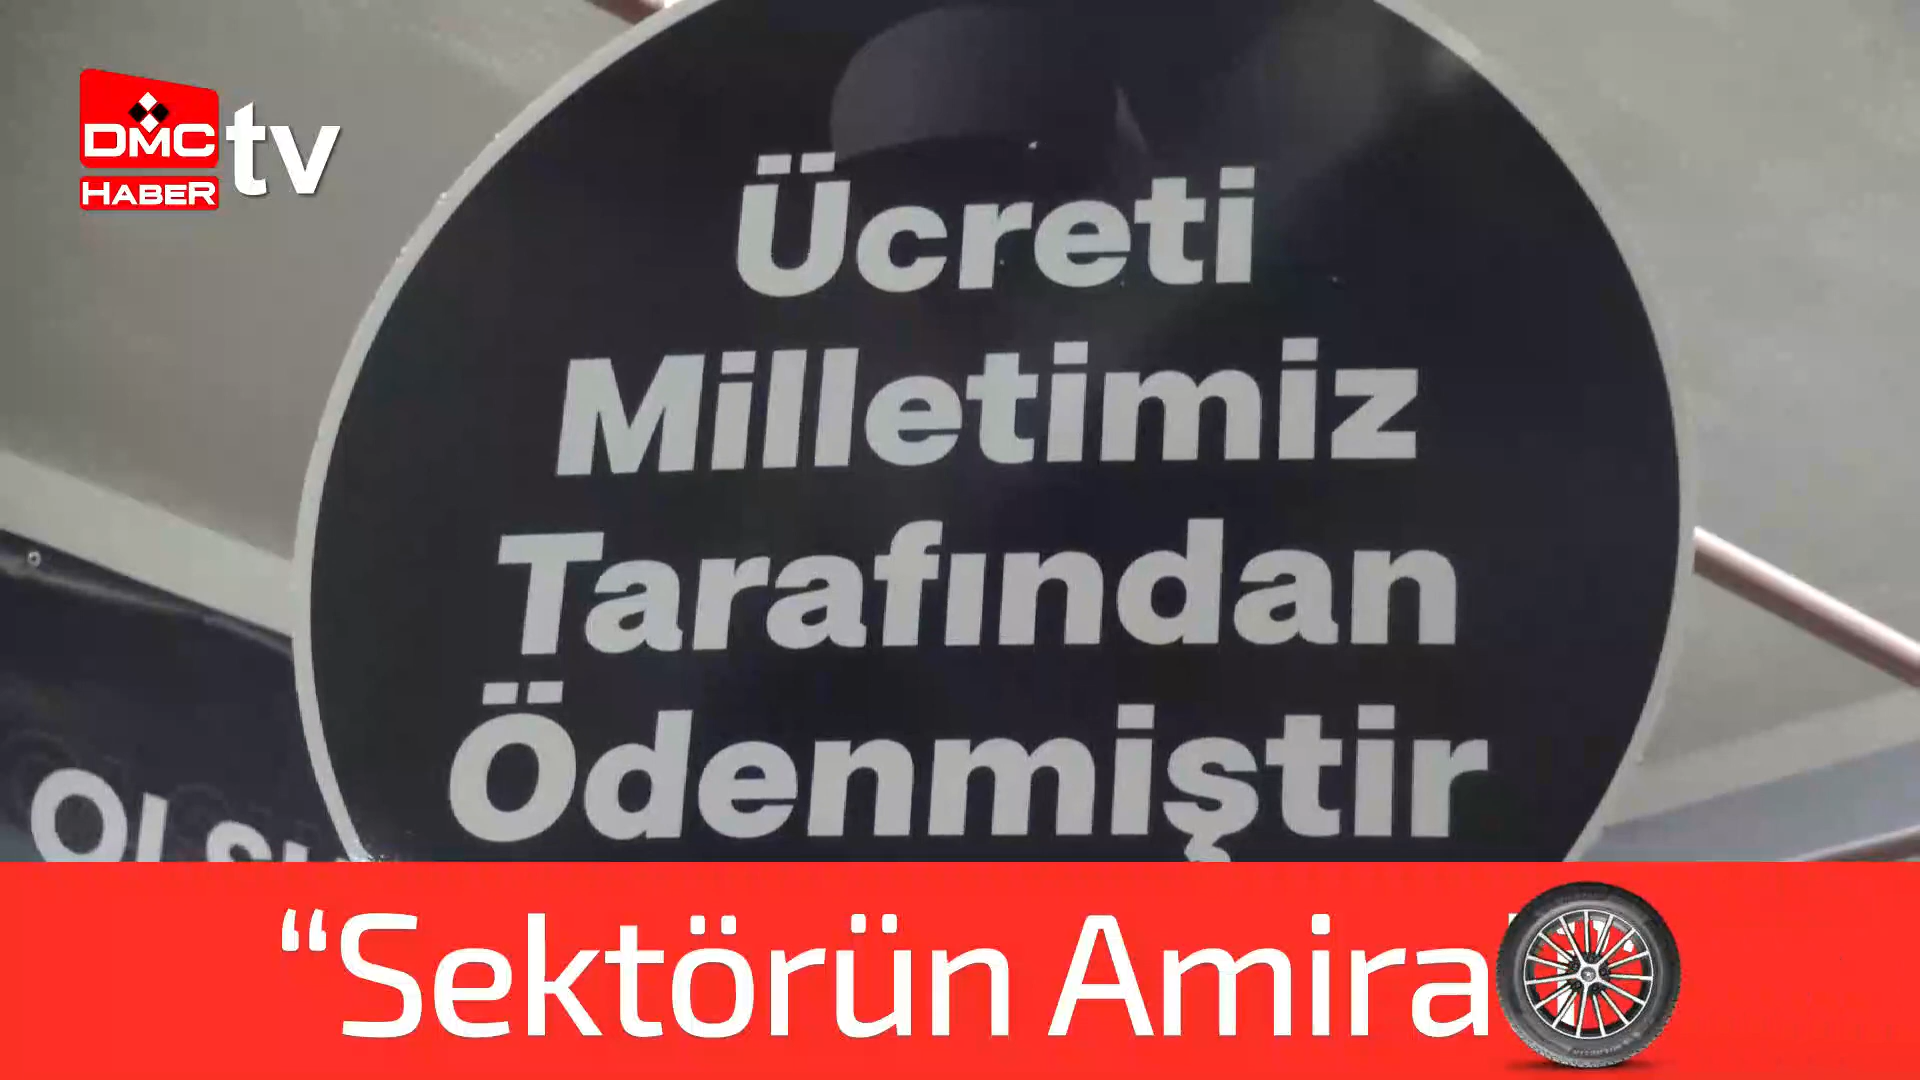 DMC
HABER
tv
Ücreti
Milletimiz
Tarafından
Ödenmiştir
“Sektörün Amira